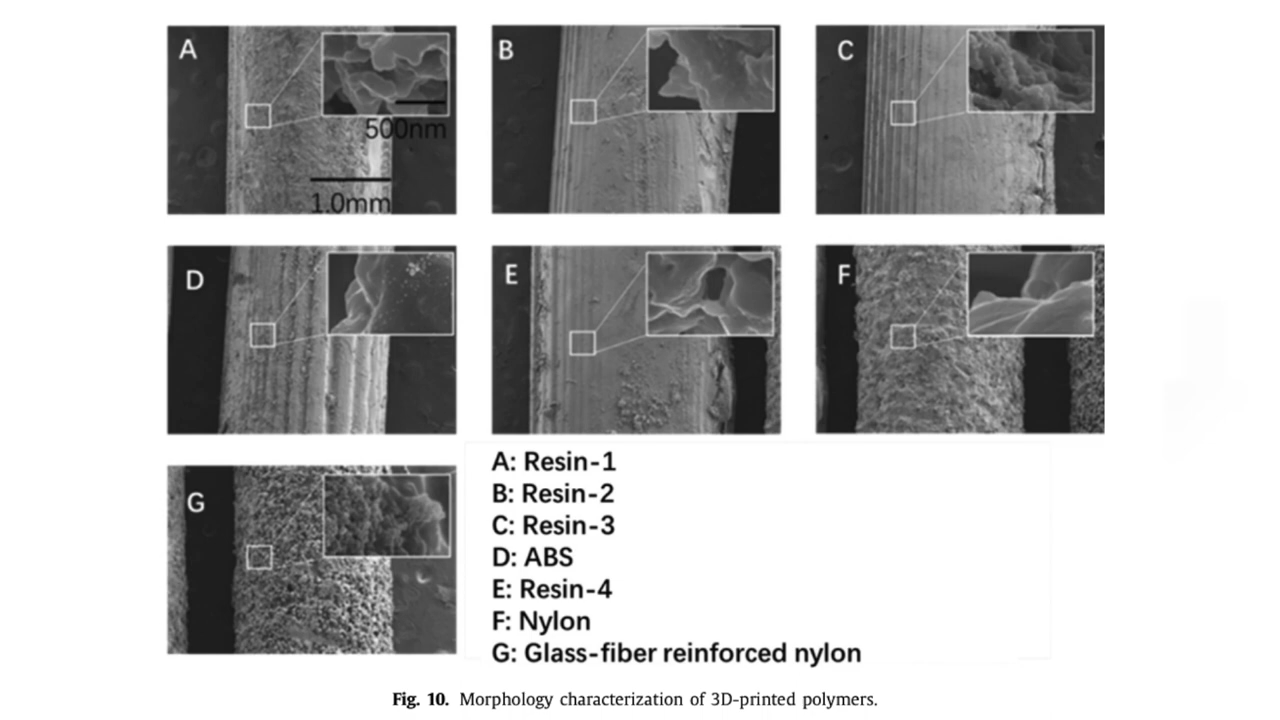 A
500nm
1.0mm
B
C
D
E
F
G
A: Resin-1
B: Resin-2
C: Resin-3
D: ABS
E: Resin-4
F: Nylon
G: Glass-fiber reinforced nylon
Fig. 10. Morphology characterization of 3D-printed polymers.